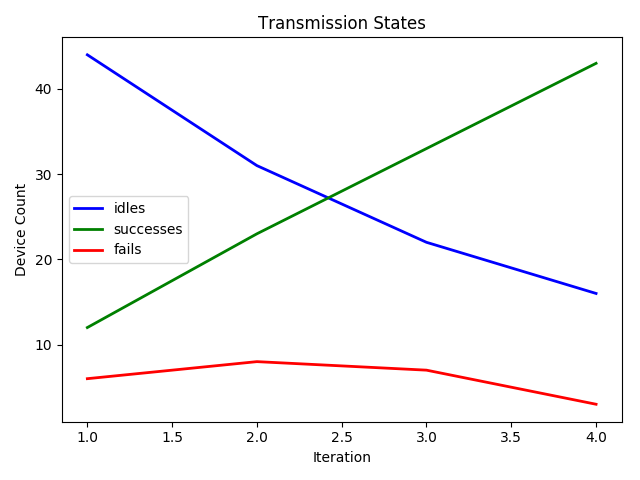 Transmission States
Device Count
40
30
20
10
idles
successes
fails
1.0 1.5 2.0 2.5 3.0 3.5 4.0
Iteration